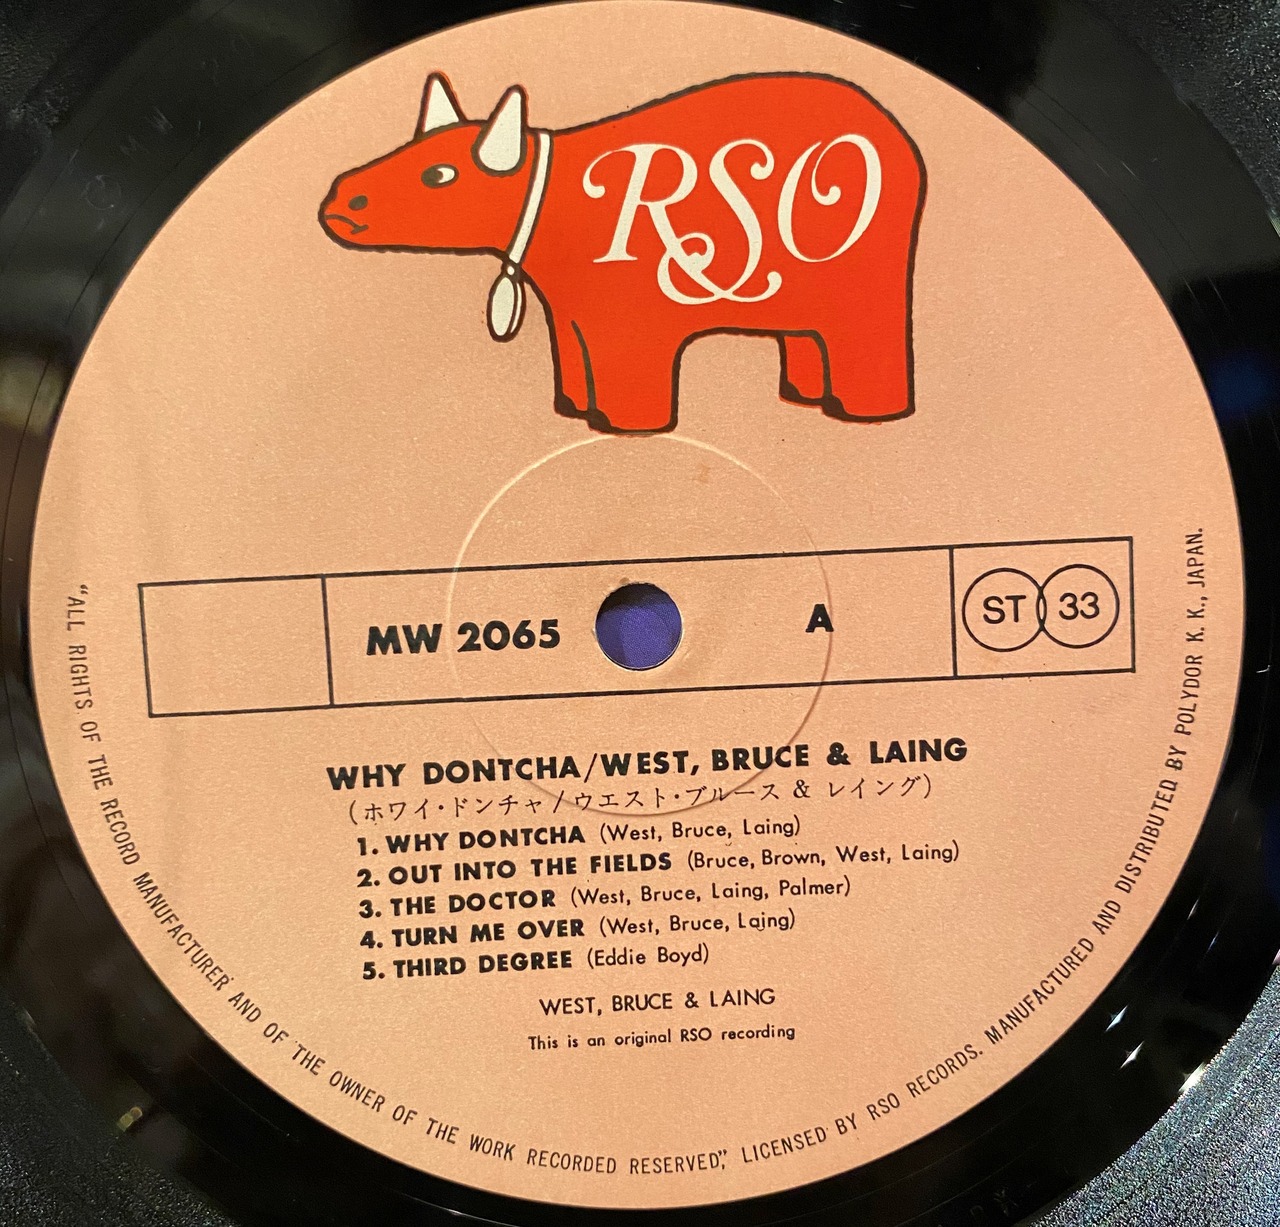 RSO
MW 2065
A
ST 33
WHY DONTCHA/WEST, BRUCE & LAING
(ホワイ・ドンチャ/ウエスト・ブルース & レイング)
1. WHY DONTCHA (West, Bruce, Laing)
2. OUT INTO THE FIELDS (Bruce, Brown, West, Laing)
3. THE DOCTOR (West, Bruce, Laing, Palmer)
4. TURN ME OVER (West, Bruce, Laing)
5. THIRD DEGREE (Eddie Boyd)
WEST, BRUCE & LAING
This is an original RSO recording
"ALL RIGHTS OF THE RECORD MANUFACTURER AND OF THE OWNER OF THE WORK RECORDED RESERVED," LICENSED BY RSO RECORDS. MANUFACTURED AND DISTRIBUTED BY POLYDOR K. K., JAPAN.